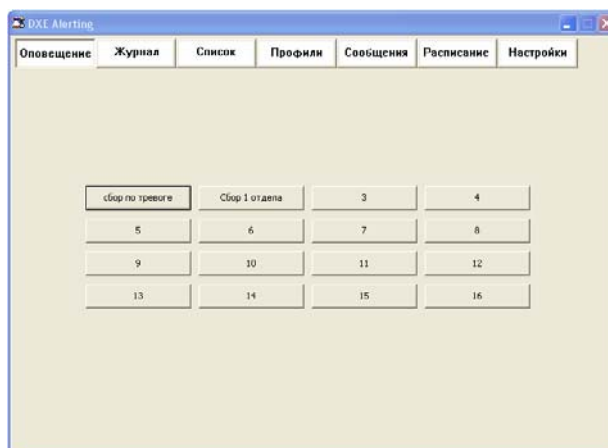 DXE Alerting
Оповещение Журнал Список Профили Сообщения Расписание Настройки
сбор по тревоге Сбор 1 отдела 3 4
5 6 7 8
9 10 11 12
13 14 15 16